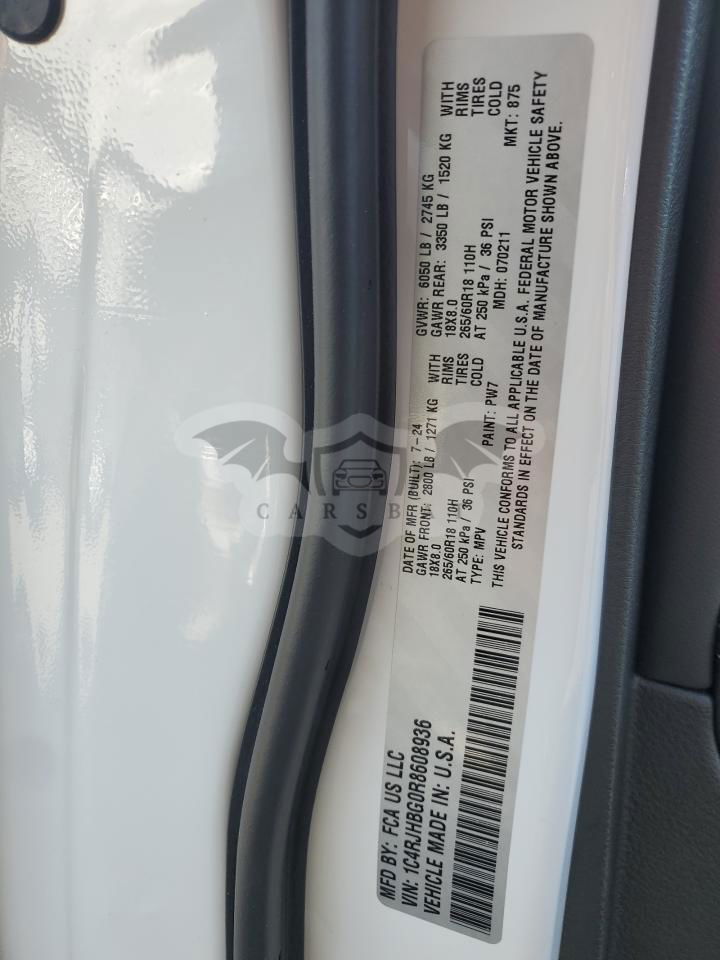 MFD BY: FCA US LLC
VIN: 1C4RJHBG0R8608936
VEHICLE MADE IN: U.S.A.
DATE OF MFR (BUILT): 7-24 GVWR: 6050 LB / 2745 KG
GAWR FRONT: 2800 LB / 1271 KG WITH GAWR REAR: 3350 LB / 1520 KG WITH
18X8.0 RIMS 18X8.0 RIMS
265/60R18 110H TIRES 265/60R18 110H TIRES
AT 250 kPa / 36 PSI COLD AT 250 kPa / 36 PSI COLD
TYPE: MPV PAINT: PW7 MDH: 070211 MKT: 875
THIS VEHICLE CONFORMS TO ALL APPLICABLE U.S.A. FEDERAL MOTOR VEHICLE SAFETY
STANDARDS IN EFFECT ON THE DATE OF MANUFACTURE SHOWN ABOVE.